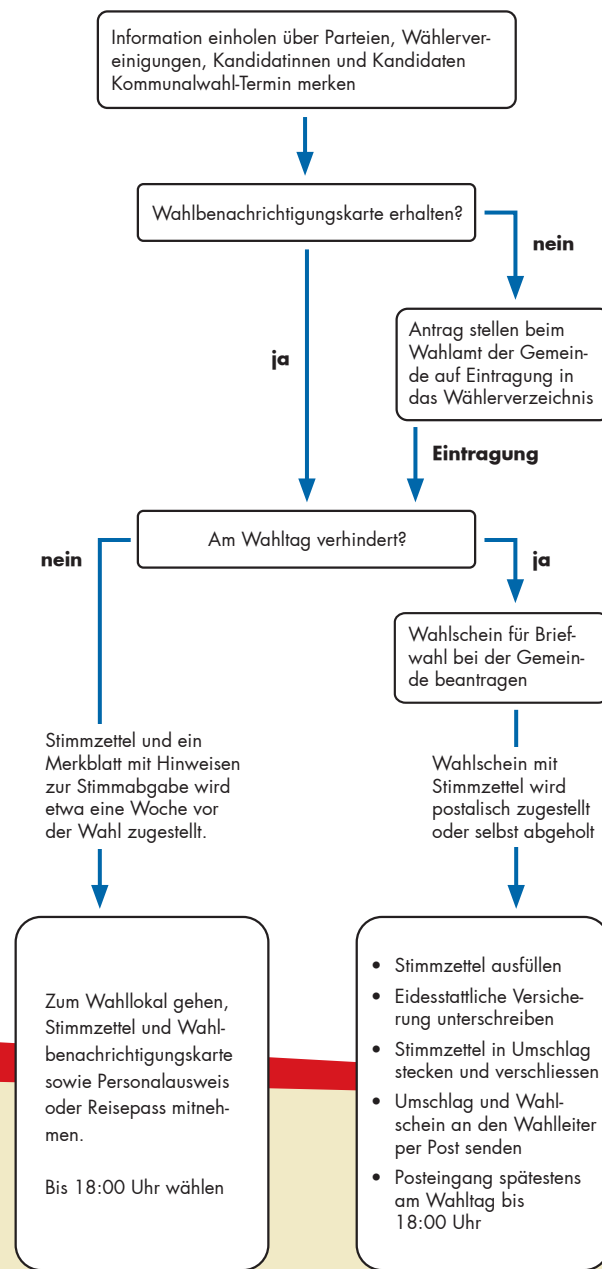 Information einholen über Parteien, Wählerver-
einigungen, Kandidatinnen und Kandidaten
Kommunalwahl-Termin merken
Wahlbenachrichtigungskarte erhalten?
nein
ja
Antrag stellen beim
Wahlamt der Gemein-
de auf Eintragung in
das Wählerverzeichnis
Eintragung
Am Wahltag verhindert?
nein
ja
Wahlschein für Brief-
wahl bei der Gemein-
de beantragen
Stimmzettel und ein
Merkblatt mit Hinweisen
zur Stimmabgabe wird
etwa eine Woche vor
der Wahl zugestellt.
Wahlschein mit
Stimmzettel wird
postalisch zugestellt
oder selbst abgeholt
Zum Wahllokal gehen,
Stimmzettel und Wahl-
benachrichtigungskarte
sowie Personalausweis
oder Reisepass mitneh-
men.
Bis 18:00 Uhr wählen
• Stimmzettel ausfüllen
• Eidesstattliche Versiche-
rung unterschreiben
• Stimmzettel in Umschlag
stecken und verschliessen
• Umschlag und Wahl-
schein an den Wahlleiter
per Post senden
• Posteingang spätestens
am Wahltag bis
18:00 Uhr